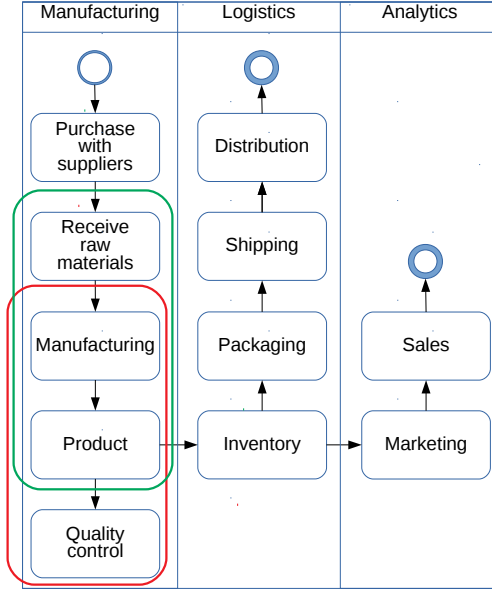 Manufacturing
Logistics
Analytics
Purchase
with
suppliers
Distribution
Receive
raw
materials
Shipping
Manufacturing
Packaging
Sales
Product
Inventory
Marketing
Quality
control